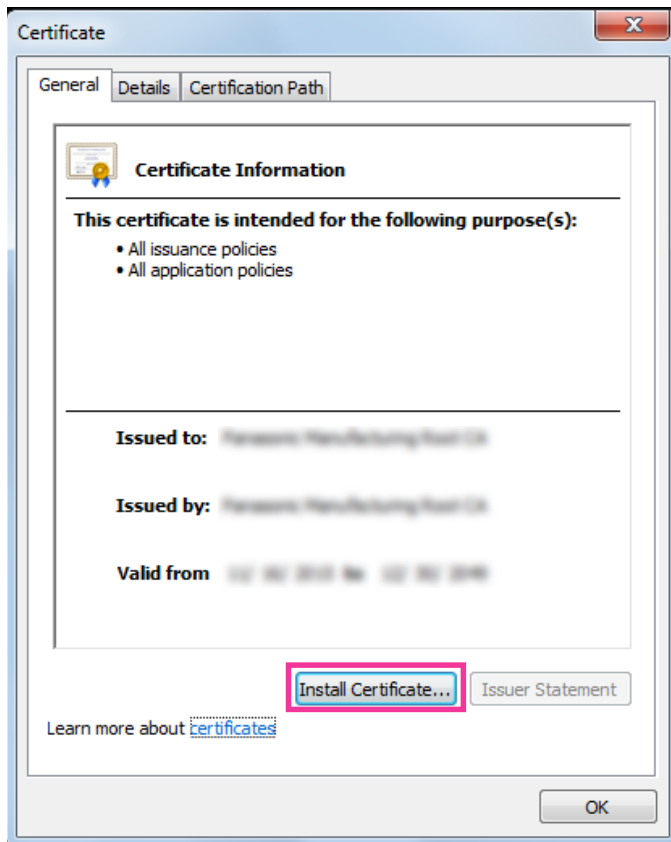 Certificate
General Details Certification Path
Certificate Information
This certificate is intended for the following purpose(s):
• All issuance policies
• All application policies
Issued to:
Issued by:
Valid from
Install Certificate... Issuer Statement
Learn more about certificates
OK